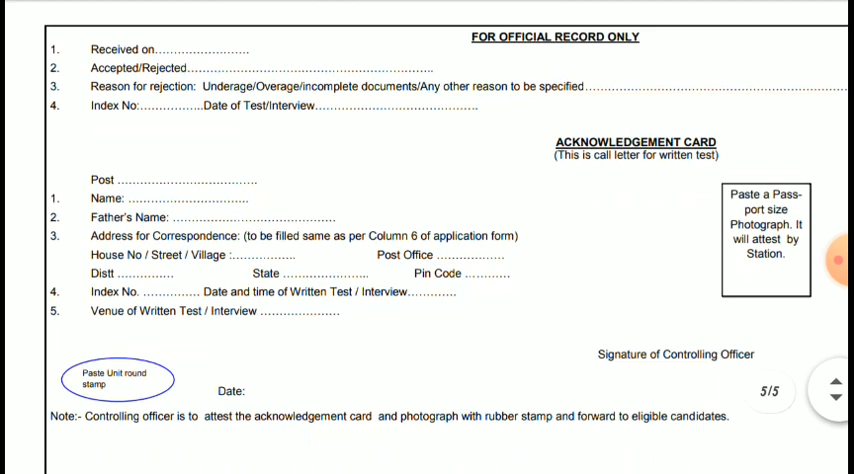 FOR OFFICIAL RECORD ONLY
1. Received on........................
2. Accepted/Rejected..............................................................
3. Reason for rejection: Underage/Overage/incomplete documents/Any other reason to be specified..................................................................
4. Index No:.................Date of Test/Interview.........................................
ACKNOWLEDGEMENT CARD
(This is call letter for written test)
Post ...................................
1. Name: ...............................
2. Father's Name: .........................................
3. Address for Correspondence: (to be filled same as per Column 6 of application form)
House No / Street / Village :................ Post Office .................
Distt .............. State ...................... Pin Code ...........
4. Index No. .............. Date and time of Written Test / Interview............
5. Venue of Written Test / Interview ....................
Paste a Pass-
port size
Photograph. It
will attest by
Station.
Signature of Controlling Officer
Paste Unit round
stamp
Date:
5/5
Note:- Controlling officer is to attest the acknowledgement card and photograph with rubber stamp and forward to eligible candidates.